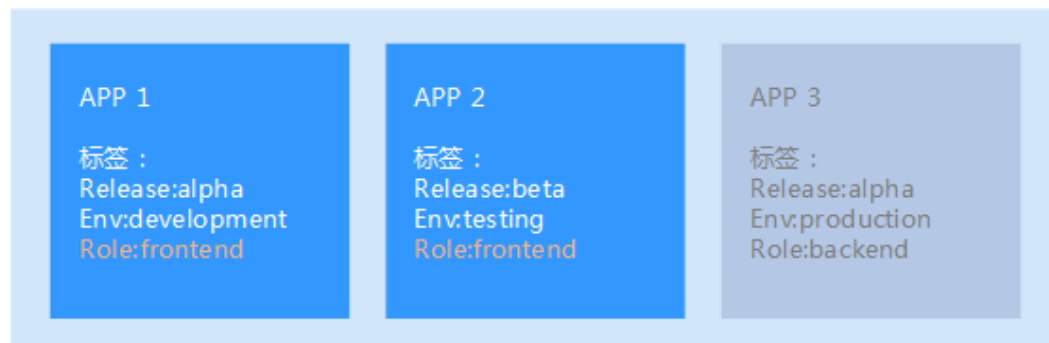 APP 1
标签：
Release:alpha
Env:development
Role:frontend
APP 2
标签：
Release:beta
Env:testing
Role:frontend
APP 3
标签：
Release:alpha
Env:production
Role:backend